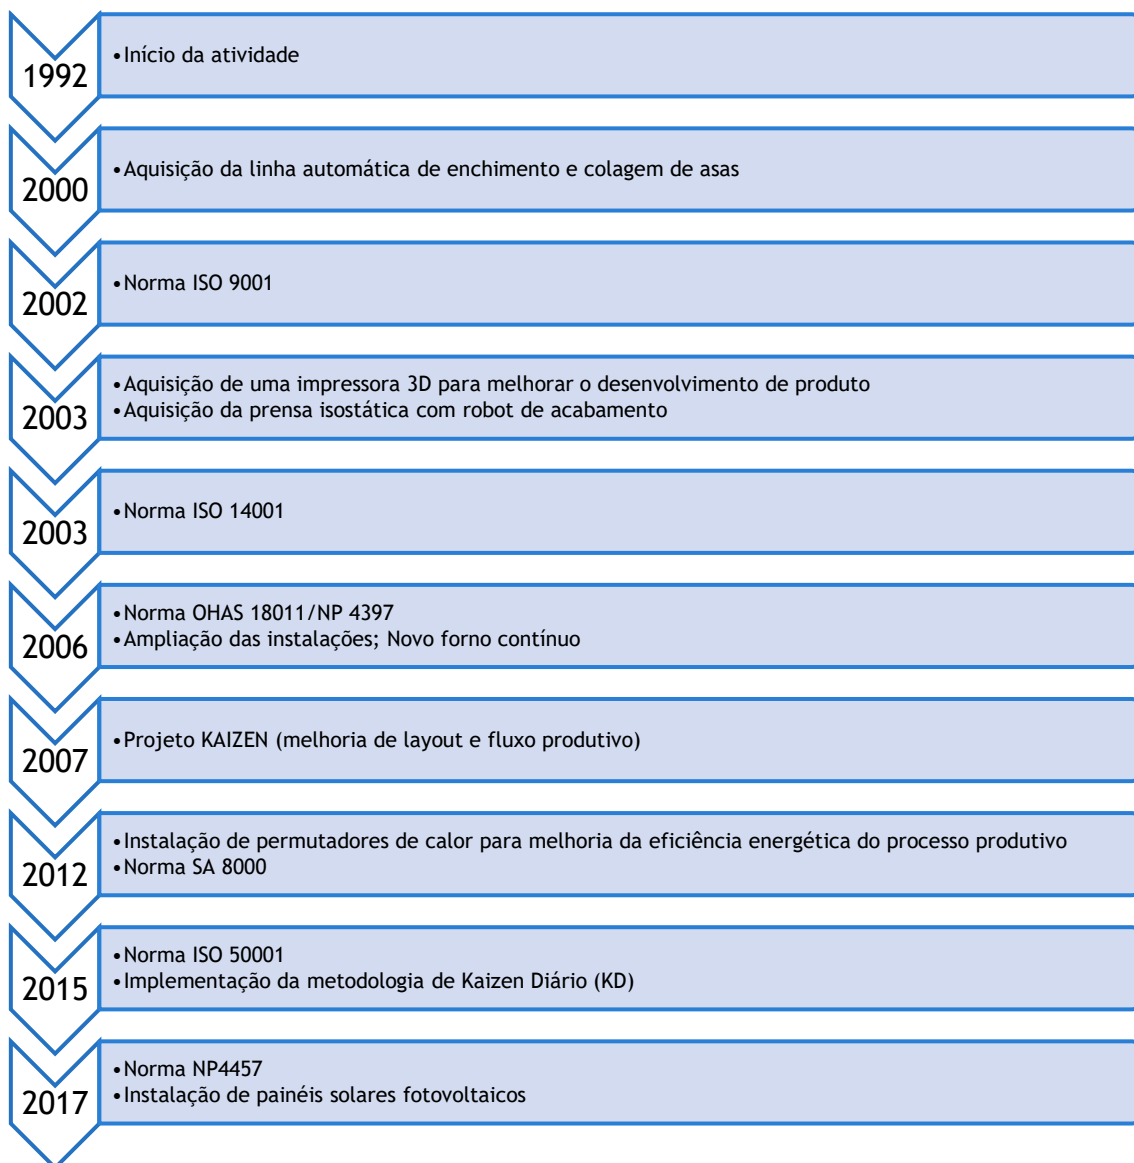 1992
•Início da atividade
2000
•Aquisição da linha automática de enchimento e colagem de asas
2002
•Norma ISO 9001
2003
•Aquisição de uma impressora 3D para melhorar o desenvolvimento de produto
•Aquisição da prensa isostática com robot de acabamento
2003
•Norma ISO 14001
2006
•Norma OHAS 18011/NP 4397
•Ampliação das instalações; Novo forno contínuo
2007
•Projeto KAIZEN (melhoria de layout e fluxo produtivo)
2012
•Instalação de permutadores de calor para melhoria da eficiência energética do processo produtivo
•Norma SA 8000
2015
•Norma ISO 50001
•Implementação da metodologia de Kaizen Diário (KD)
2017
•Norma NP4457
•Instalação de painéis solares fotovoltaicos